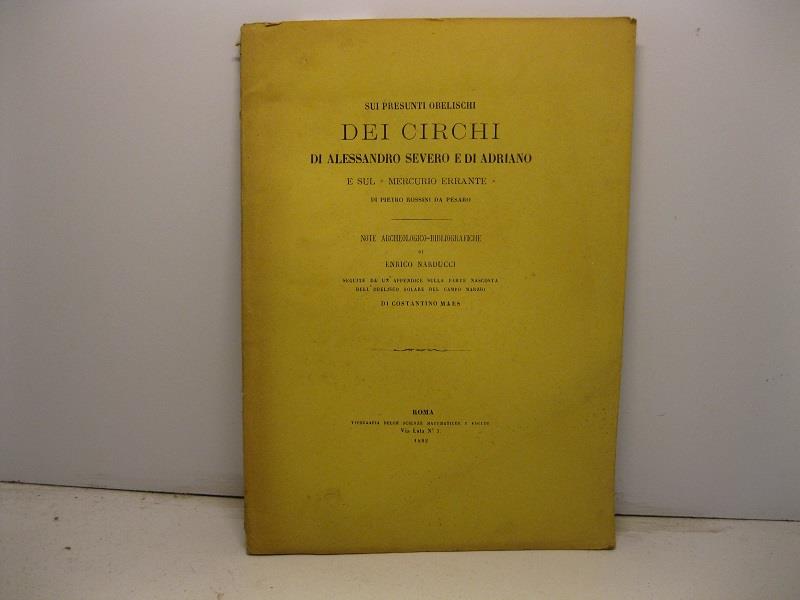 SUI PRESUNTI OBELISCHI
DEI CIRCHI
DI ALESSANDRO SEVERO E DI ADRIANO
E SUL " MERCURIO ERRANTE "
DI PIETRO ROSSINI DA PESARO
NOTE ARCHEOLOGICO-BIBLIOGRAFICHE
DI
ENRICO NARDUCCI
SEGUITE DA UN' APPENDICE SULLA PARTE NASCOSTA
DELL' OBELISCO SOLARE DEL CAMPO MARZIO
DI COSTANTINO MAES
ROMA
TIPOGRAFIA DELLE SCIENZE MATEMATICHE E FISICHE
Via Lata N° 3.
1882